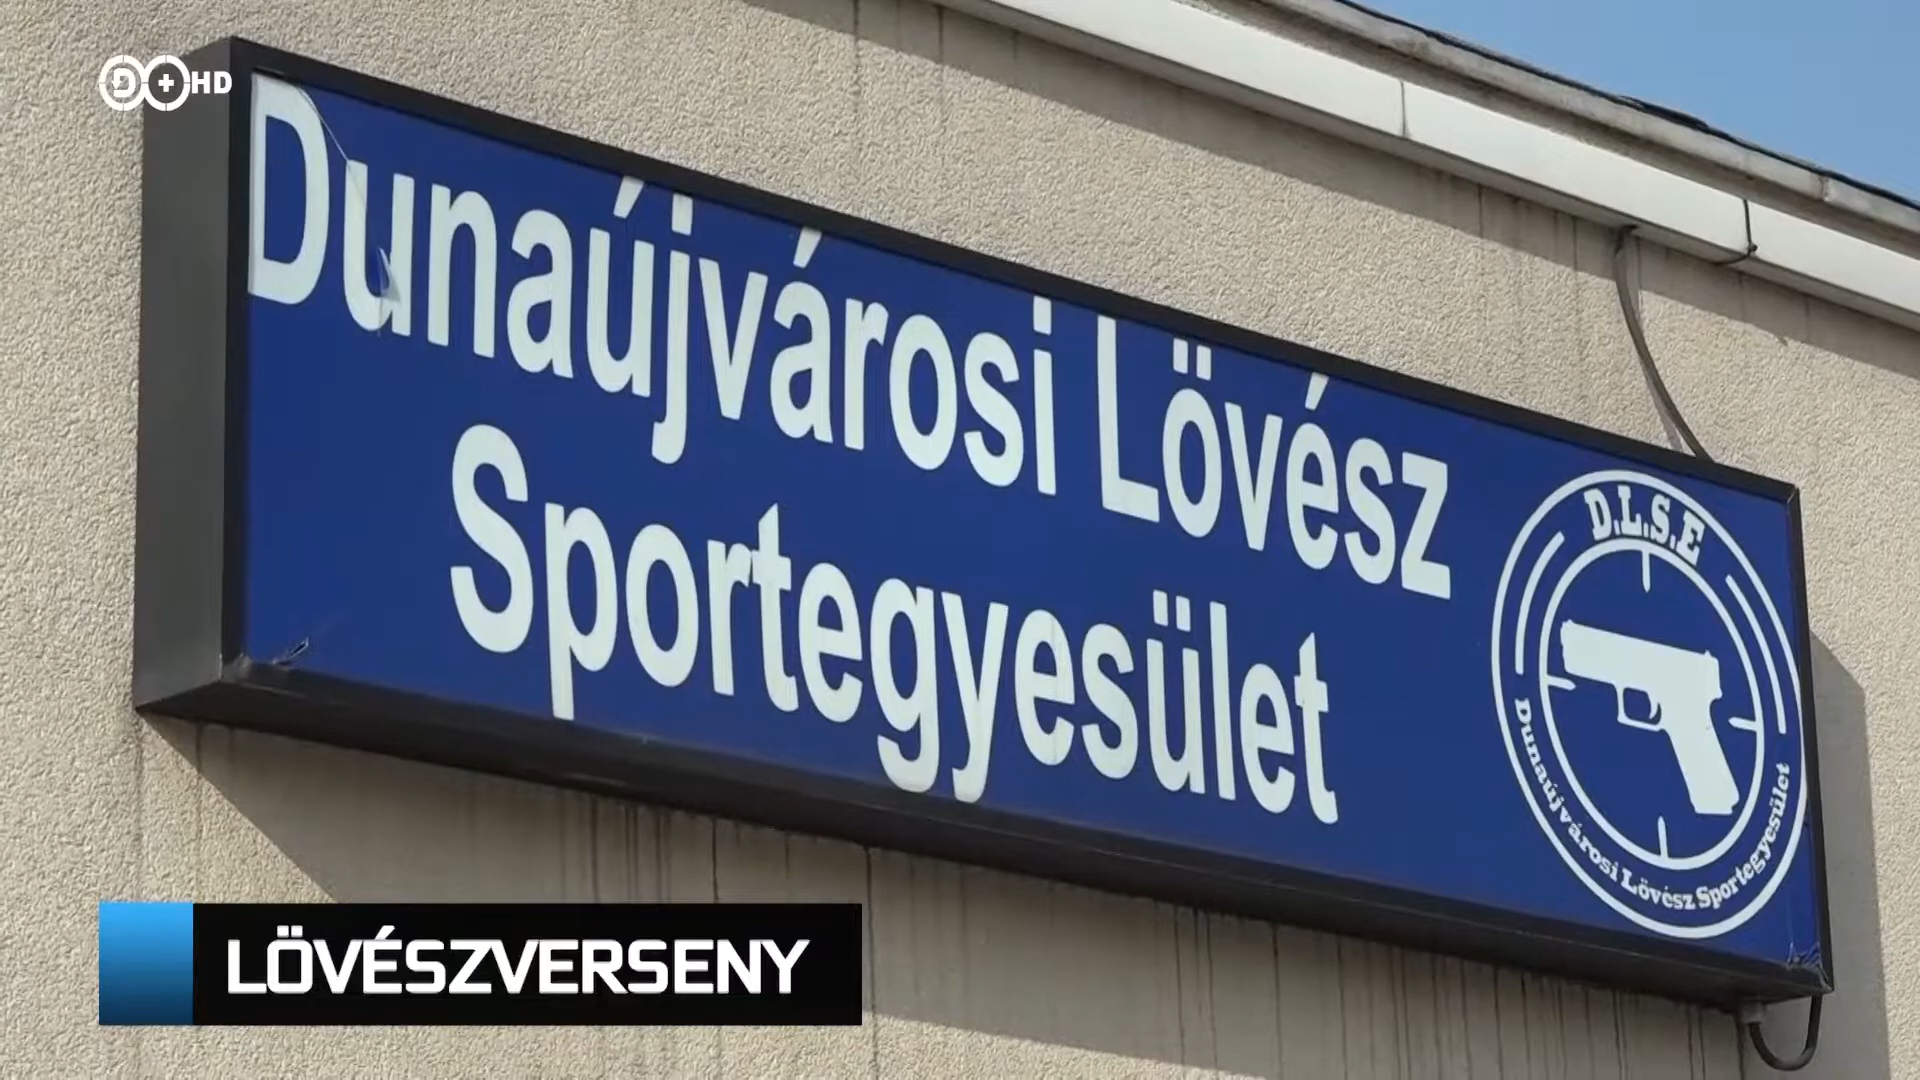 D+HD
Dunaújvárosi Lövész
Sportegyesület
D.L.S.E
Dunaújvárosi Lövész Sportegyesület
LÖVÉSZVERSENY